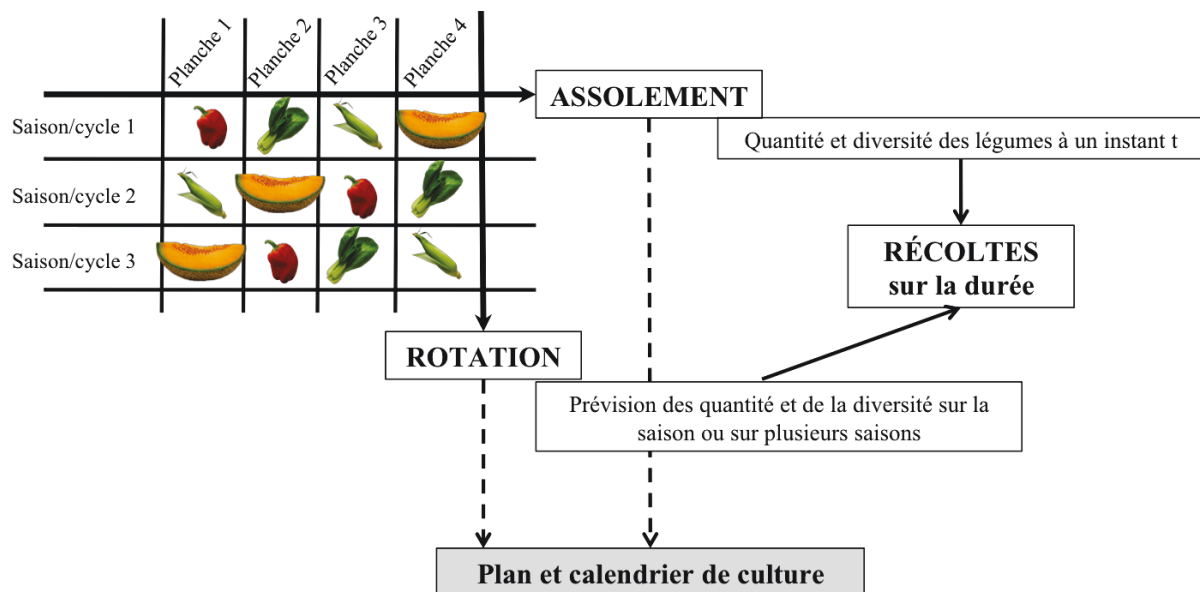 Planche 1
Planche 2
Planche 3
Planche 4
ASSOLEMENT
Saison/cycle 1
Quantité et diversité des légumes à un instant t
Saison/cycle 2
Saison/cycle 3
RÉCOLTES
sur la durée
ROTATION
Prévision des quantité et de la diversité sur la
saison ou sur plusieurs saisons
Plan et calendrier de culture